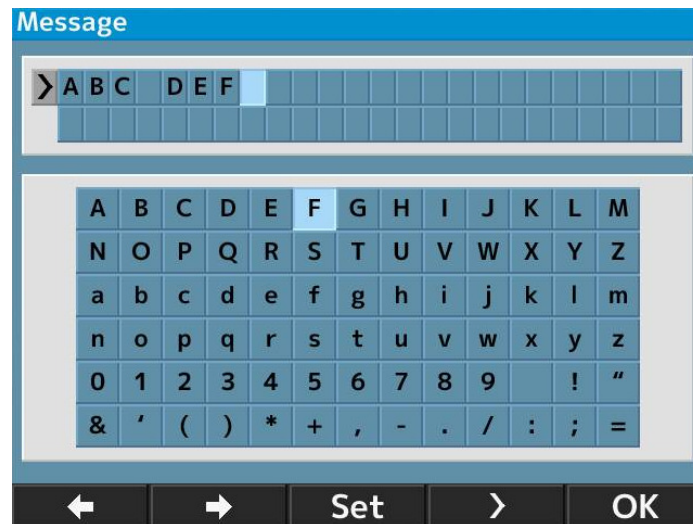 Message
> ABC DEF
A B C D E F G H I J K L M
N O P Q R S T U V W X Y Z
a b c d e f g h i j k l m
n o p q r s t u v w x y z
0 1 2 3 4 5 6 7 8 9 ! "
& ' ( ) * + , - . / : ; =
← → Set > OK